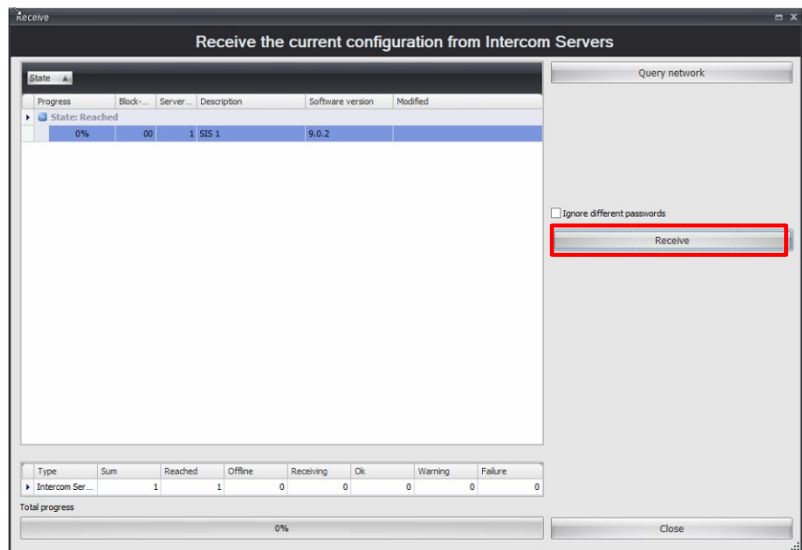 Receive
Receive the current configuration from Intercom Servers
State
Query network
Progress Block-... Server... Description Software version Modified
State: Reached
0% 00 1 SIS 1 9.0.2
Ignore different passwords
Receive
Type Sum Reached Offline Receiving Ok Warning Failure
Intercom Ser... 1 1 0 0 0 0 0
Total progress
0%
Close